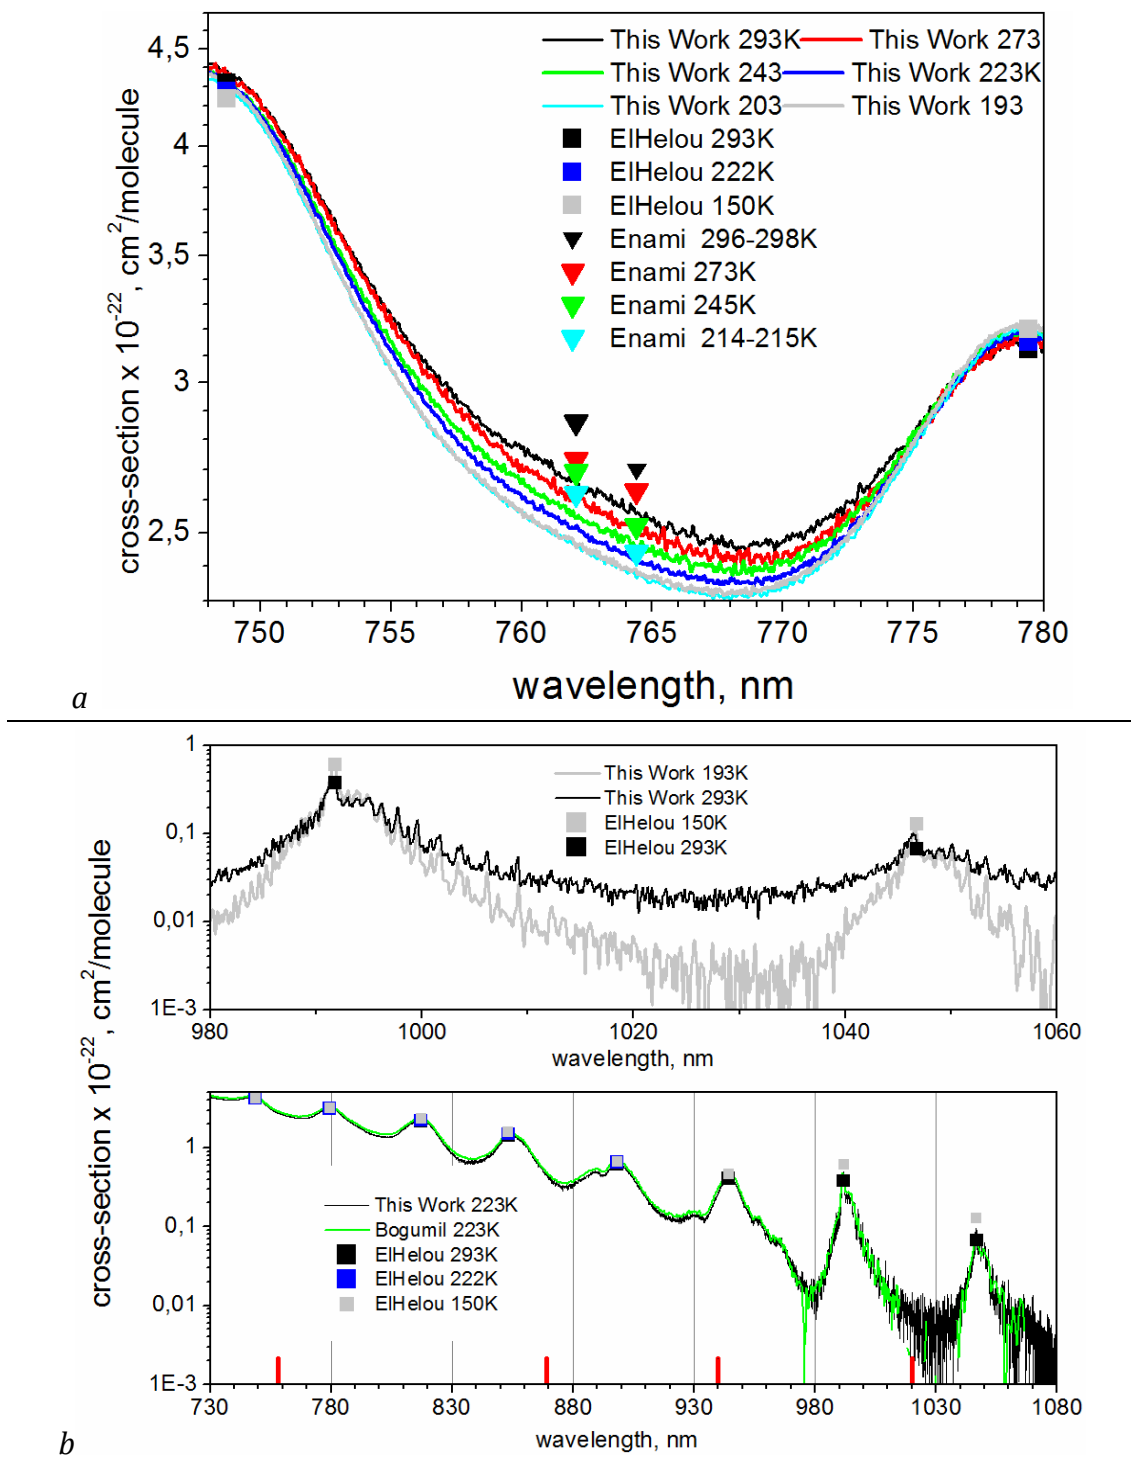 4,5
4
3,5
3
2,5
cross-section x 10⁻²², cm²/molecule
This Work 293K
This Work 273
This Work 243
This Work 223K
This Work 203
This Work 193
ElHelou 293K
ElHelou 222K
ElHelou 150K
Enami 296-298K
Enami 273K
Enami 245K
Enami 214-215K
750 755 760 765 770 775 780
wavelength, nm
a
1
0,1
0,01
1E-3
This Work 193K
This Work 293K
ElHelou 150K
ElHelou 293K
980 1000 1020 1040 1060
wavelength, nm
cross-section x 10⁻²², cm²/molecule
1
0,1
0,01
1E-3
This Work 223K
Bogumil 223K
ElHelou 293K
ElHelou 222K
ElHelou 150K
730 780 830 880 930 980 1030 1080
wavelength, nm
b